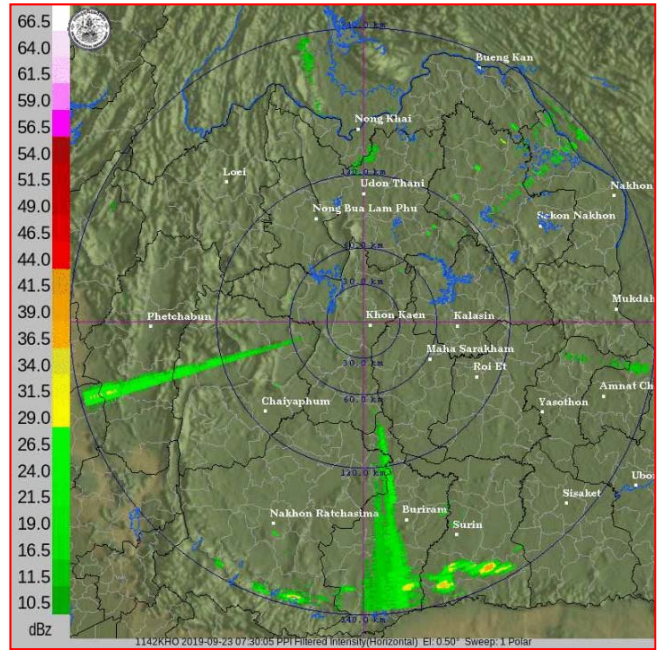 66.5
64.0
61.5
59.0
56.5
54.0
51.5
49.0
46.5
44.0
41.5
39.0
36.5
34.0
31.5
29.0
26.5
24.0
21.5
19.0
16.5
11.5
10.5
dBz
Bueng Kan
Nong Khai
Loei
Udon Thani
Nakhon
Nong Bua Lam Phu
Sakon Nakhon
Mukdah
Phetchabun
Khon Kaen
Kalasin
30.0 km
Maha Sarakham
Roi Et
Amnat Ch
60.0 km
Chaiyaphum
Yasothon
120.0 km
Ubo
Sisaket
Nakhon Ratchasima
Buriram
Surin
1142KHO 2019-09-23 07:30:05 PPI Filtered Intensity(Horizontal) El: 0.50° Sweep: 1 Polar